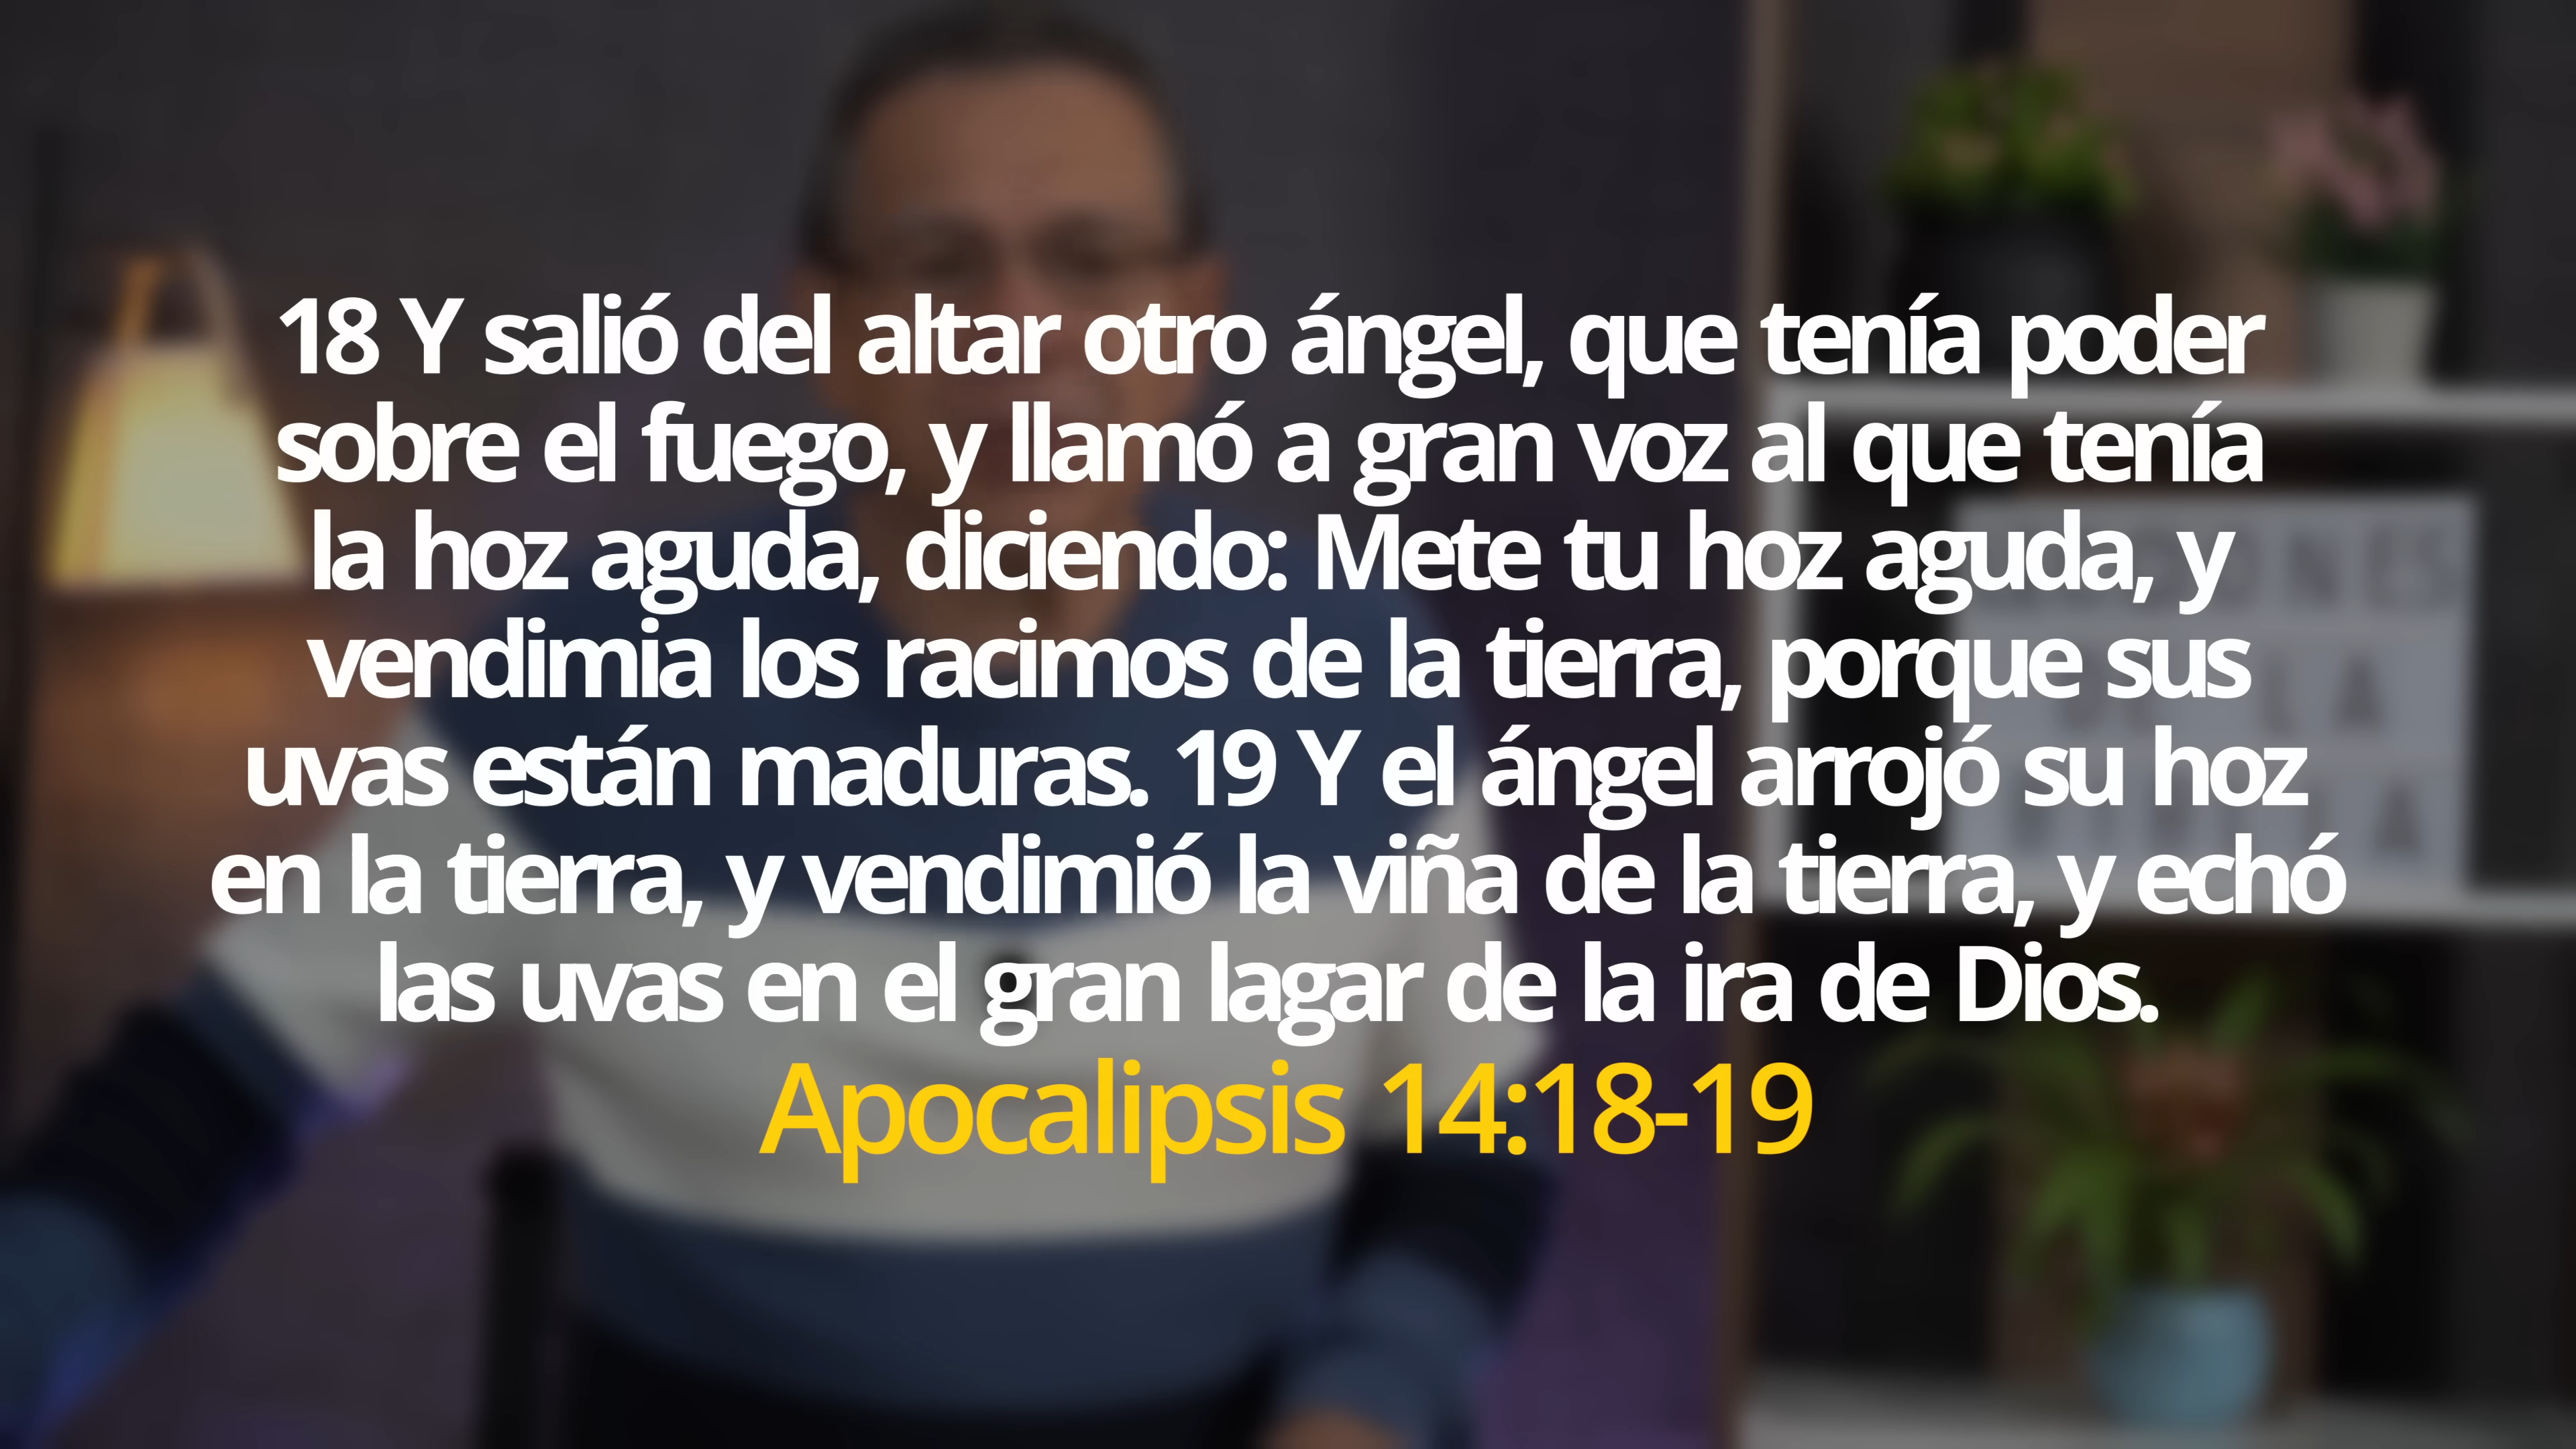 18 Y salió del altar otro ángel, que tenía poder
sobre el fuego, y llamó a gran voz al que tenía
la hoz aguda, diciendo: Mete tu hoz aguda, y
vendimia los racimos de la tierra, porque sus
uvas están maduras. 19 Y el ángel arrojó su hoz
en la tierra, y vendimió la viña de la tierra, y echó
las uvas en el gran lagar de la ira de Dios.
Apocalipsis 14:18-19